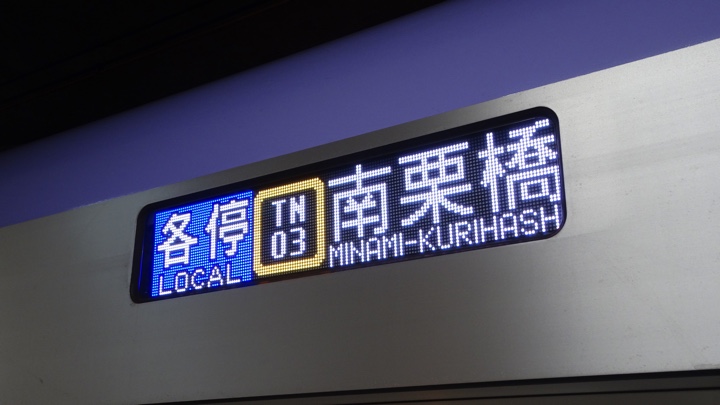 各停 TN 南栗橋
LOCAL 03 MINAMI-KURIHASH